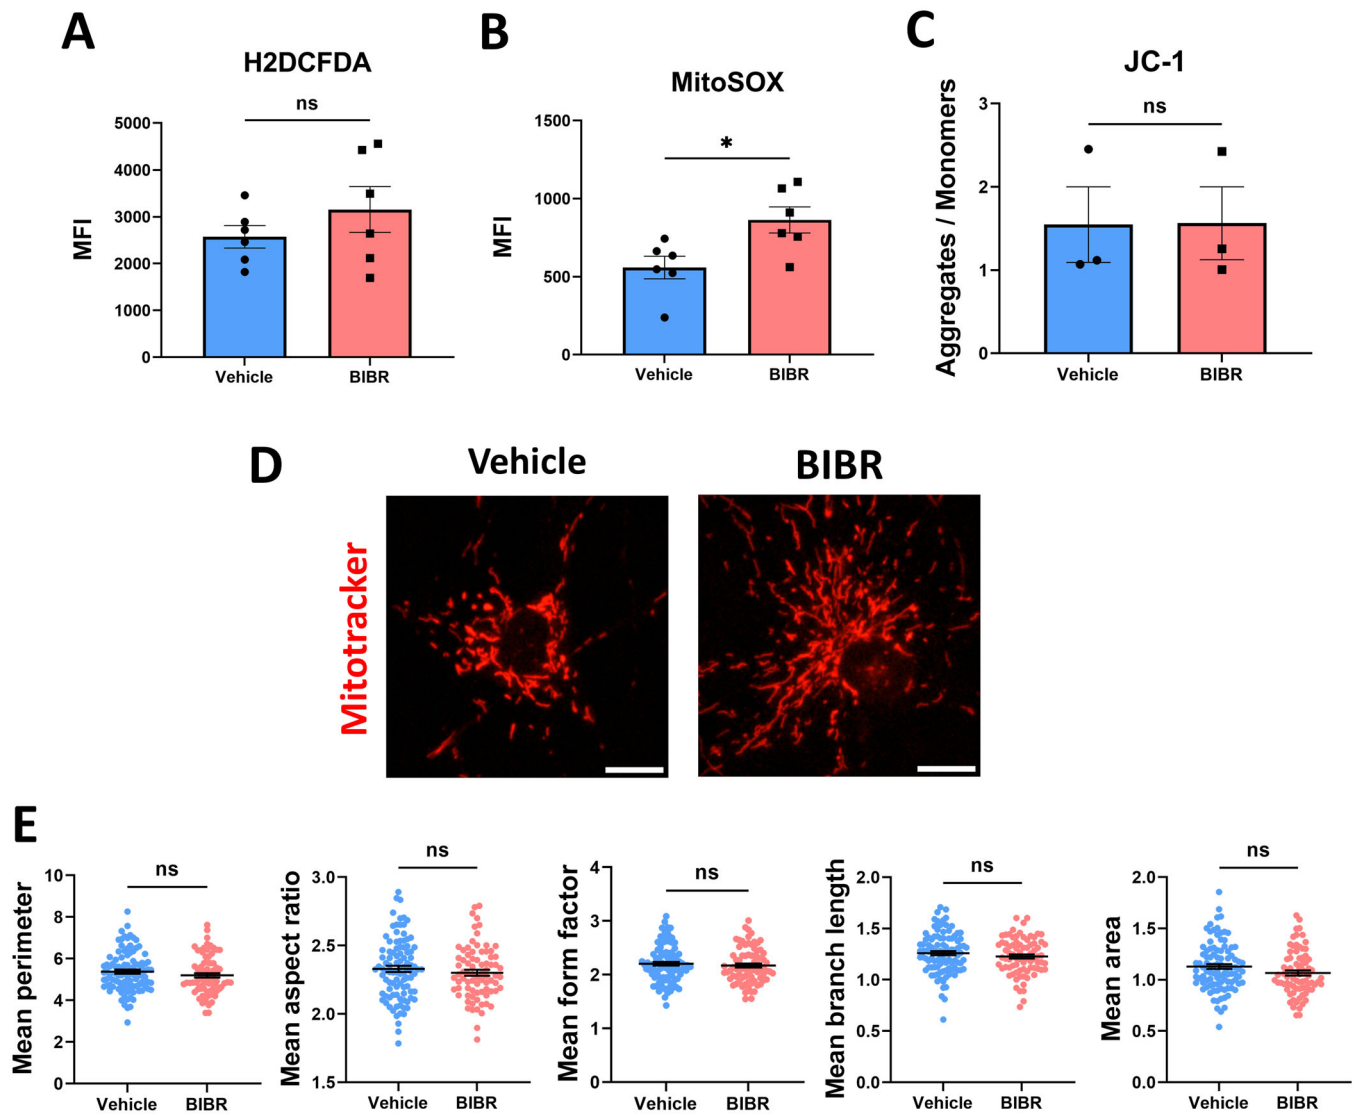 A
H2DCFDA
ns
MFI
5000
4000
3000
2000
1000
0
Vehicle
BIBR
B
MitoSOX
*
MFI
1500
1000
500
0
Vehicle
BIBR
C
JC-1
ns
Aggregates / Monomers
3
2
1
0
Vehicle
BIBR
D
Vehicle
BIBR
Mitotracker
E
ns
Mean perimeter
10
8
6
4
2
0
Vehicle
BIBR
ns
Mean aspect ratio
3.0
2.5
2.0
1.5
Vehicle
BIBR
ns
Mean form factor
4
3
2
1
0
Vehicle
BIBR
ns
Mean branch length
2.0
1.5
1.0
0.5
0.0
Vehicle
BIBR
ns
Mean area
2.0
1.5
1.0
0.5
0.0
Vehicle
BIBR